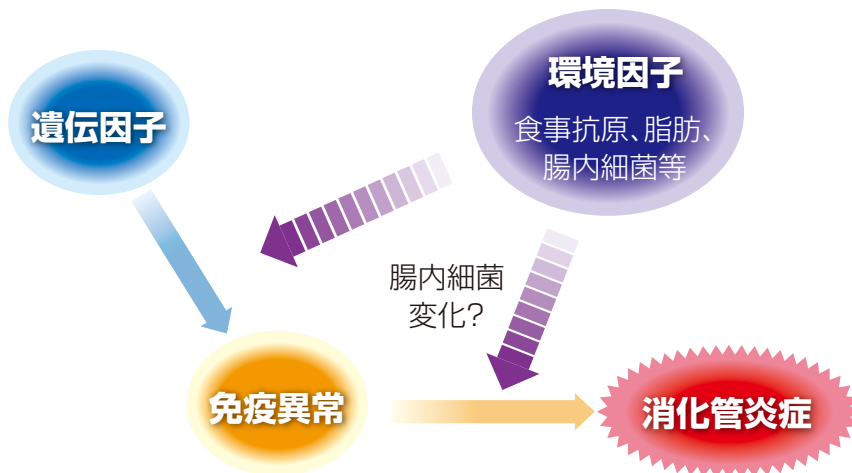 環境因子
食事抗原、脂肪、
腸内細菌等
遺伝因子
腸内細菌
変化?
免疫異常
消化管炎症